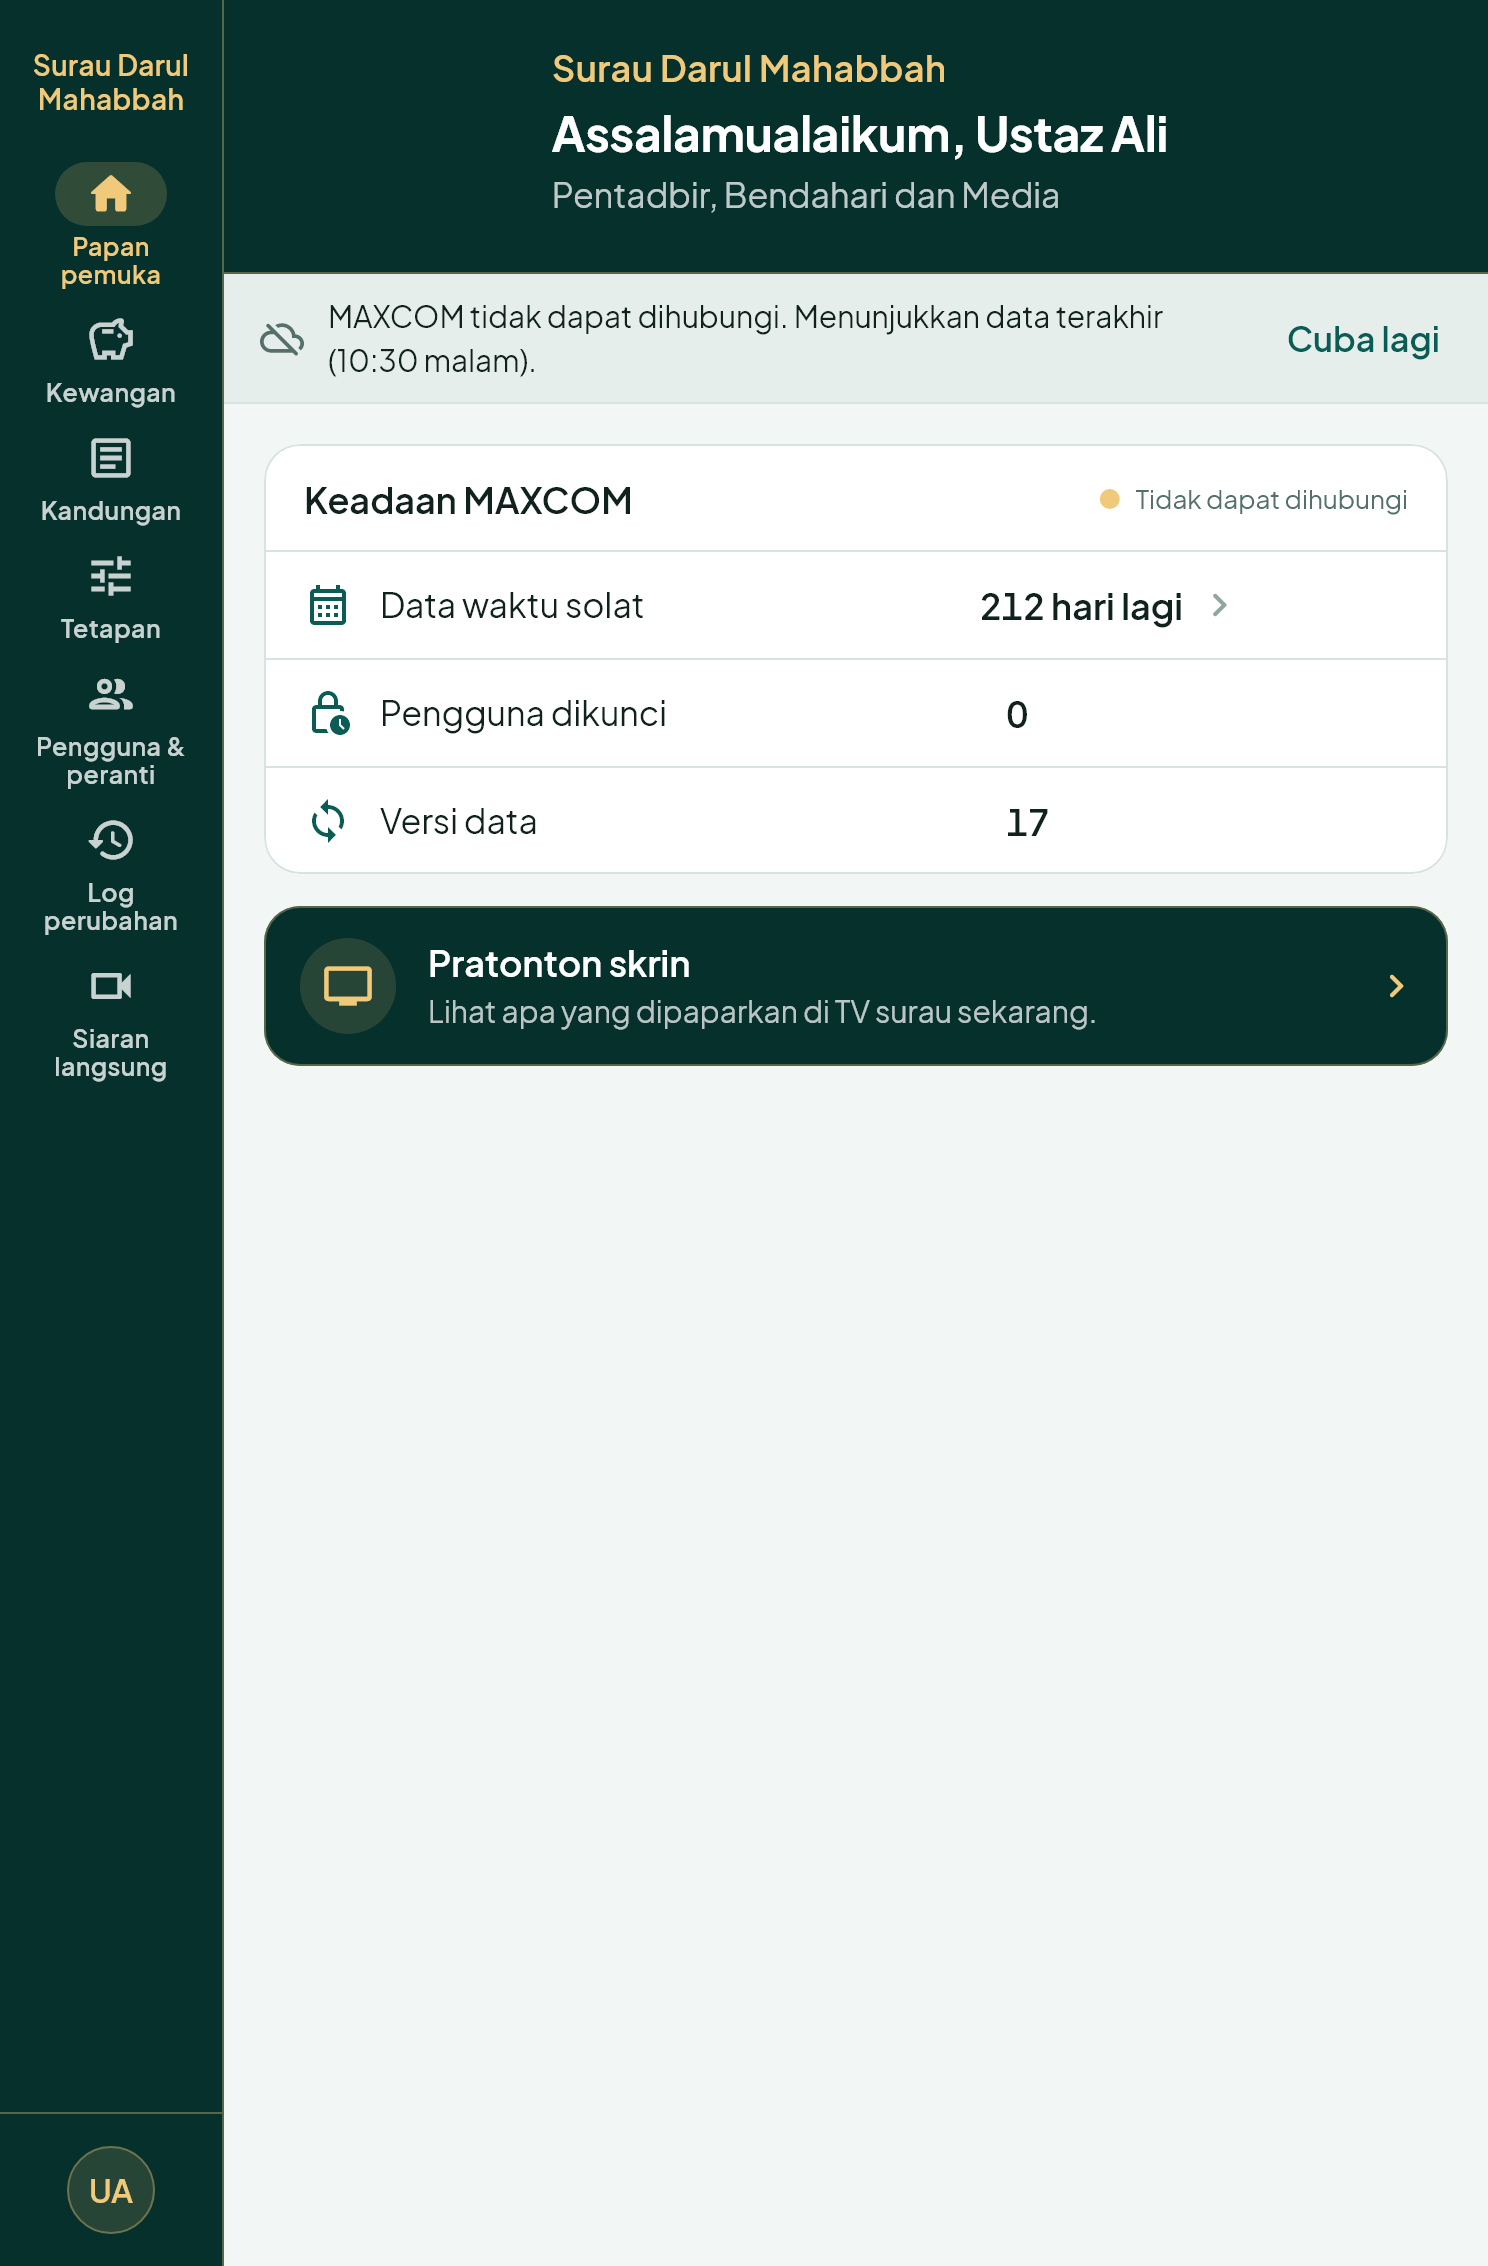 Surau Darul
Mahabbah
Papan
pemuka
Kewangan
Kandungan
Tetapan
Pengguna &
peranti
Log
perubahan
Siaran
langsung
UA
Surau Darul Mahabbah
Assalamualaikum, Ustaz Ali
Pentadbir, Bendahari dan Media
MAXCOM tidak dapat dihubungi. Menunjukkan data terakhir
(10:30 malam).
Cuba lagi
Keadaan MAXCOM
Tidak dapat dihubungi
Data waktu solat
212 hari lagi
Pengguna dikunci
0
Versi data
17
Pratonton skrin
Lihat apa yang dipaparkan di TV surau sekarang.